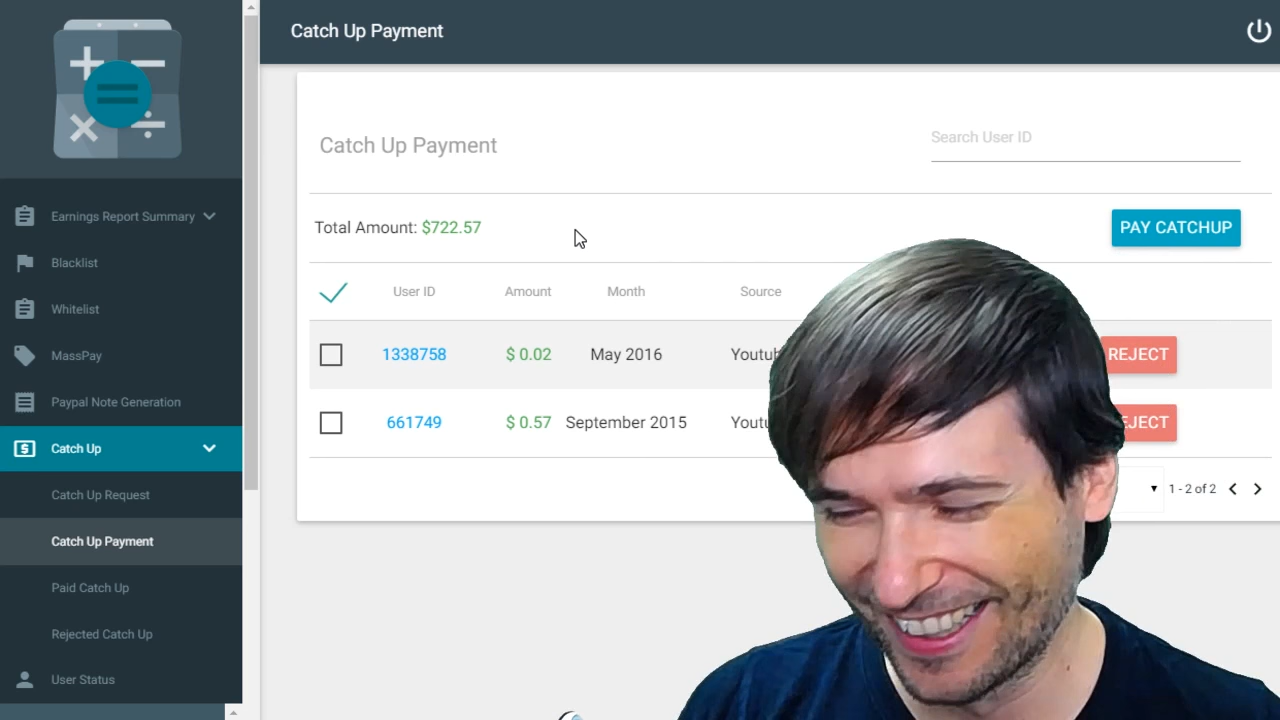 Catch Up Payment
Earnings Report Summary
Blacklist
Whitelist
MassPay
Paypal Note Generation
Catch Up
Catch Up Request
Catch Up Payment
Paid Catch Up
Rejected Catch Up
User Status
Catch Up Payment
Search User ID
Total Amount: $722.57
PAY CATCHUP
User ID Amount Month Source
1338758 $ 0.02 May 2016 REJECT
661749 $ 0.57 September 2015
1 - 2 of 2